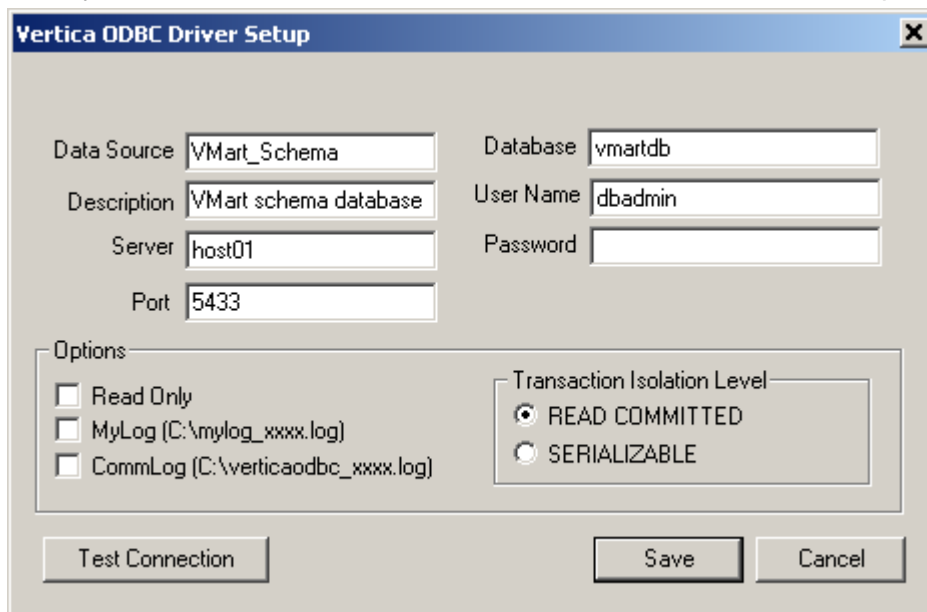 Vertica ODBC Driver Setup
Data Source VMart_Schema
Description VMart schema database
Server host01
Port 5433
Database vmartdb
User Name dbadmin
Password
Options
Read Only
MyLog (C:\mylog_xxxx.log)
CommLog (C:\verticaodbc_xxxx.log)
Transaction Isolation Level
READ COMMITTED
SERIALIZABLE
Test Connection
Save
Cancel